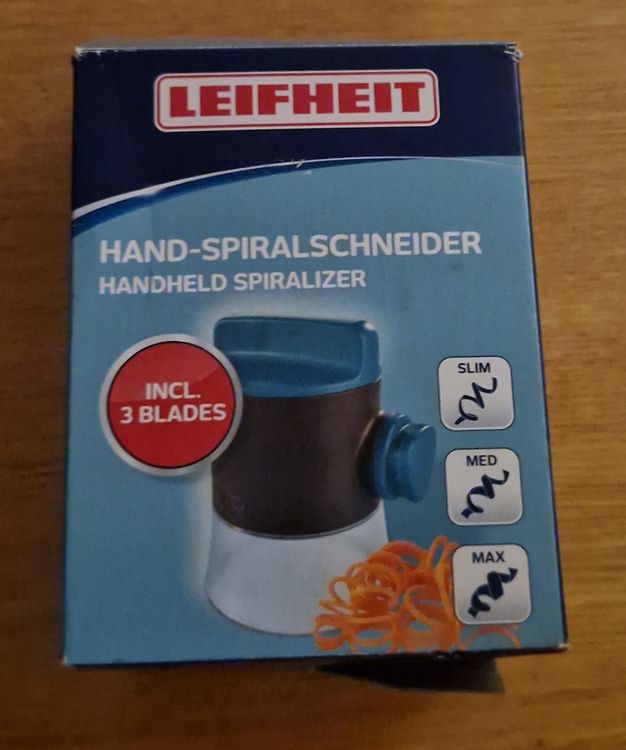 LEIFHEIT
HAND-SPIRALSCHNEIDER
HANDHELD SPIRALIZER
INCL.
3 BLADES
SLIM
MED
MAX